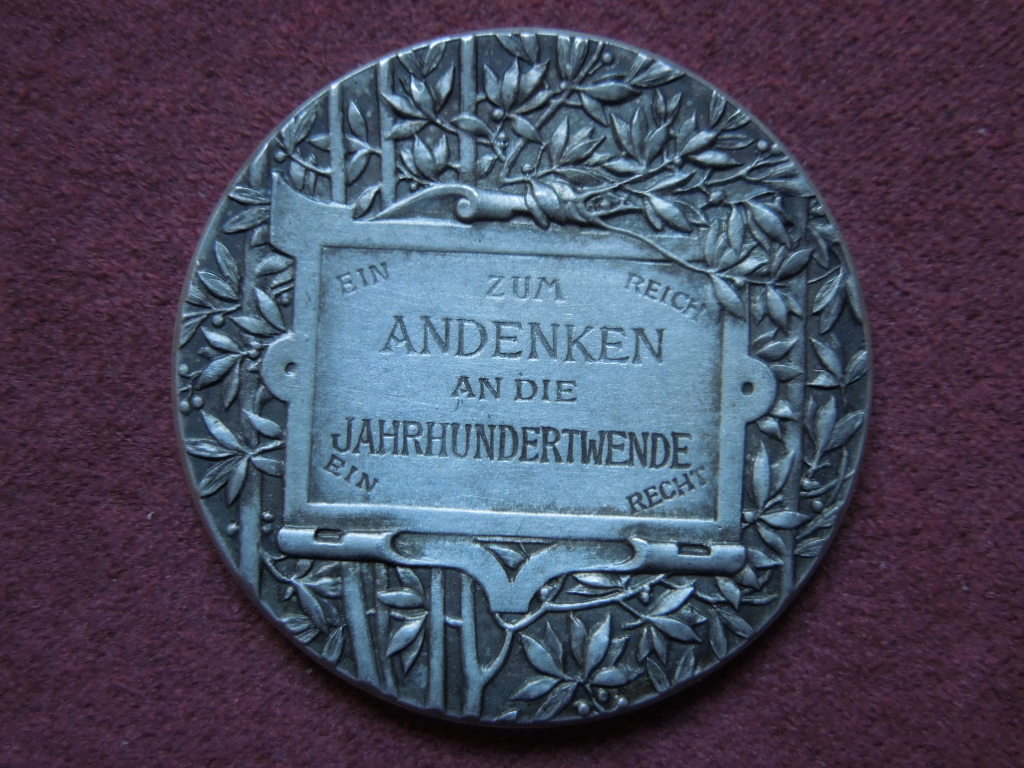 EIN ZUM REICH
ANDENKEN
AN DIE
JAHRHUNDERTWENDE
EIN RECHT